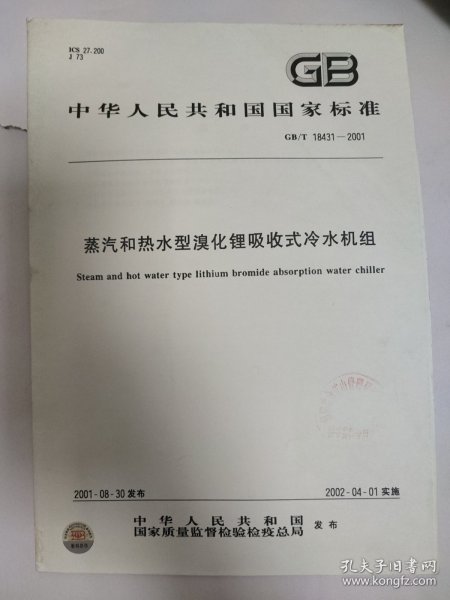 ICS 27.200
J 73
GB
中华人民共和国国家标准
GB/T 18431—2001
蒸汽和热水型溴化锂吸收式冷水机组
Steam and hot water type lithium bromide absorption water chiller
2001-08-30发布
2002-04-01实施
中华人民共和国
国家质量监督检验检疫总局
发布
孔夫子旧书网
www.kongfz.com